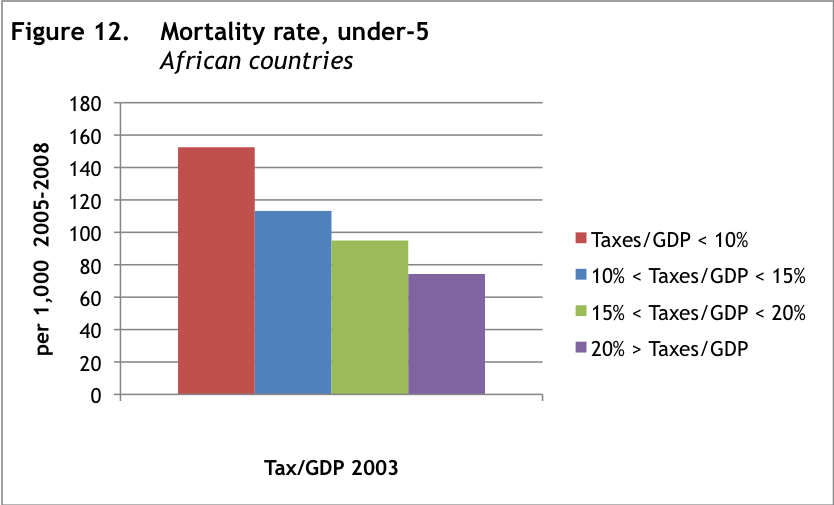 Figure 12. Mortality rate, under-5
African countries
180
160
140
120
100
80
60
40
20
0
per 1,000 2005-2008
Taxes/GDP < 10%
10% < Taxes/GDP < 15%
15% < Taxes/GDP < 20%
20% > Taxes/GDP
Tax/GDP 2003